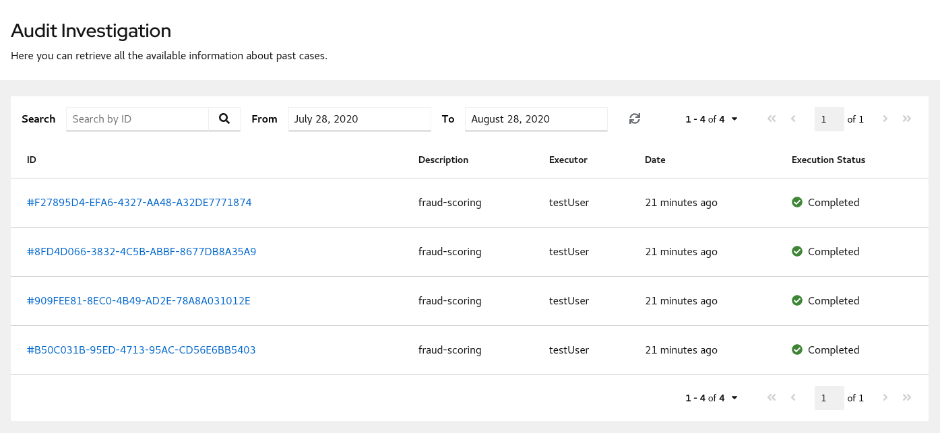 Audit Investigation
Here you can retrieve all the available information about past cases.
Search Search by ID From July 28, 2020 To August 28, 2020 1 - 4 of 4 1 of 1
ID Description Executor Date Execution Status
#F27895D4-EFA6-4327-AA48-A32DE7771874 fraud-scoring testUser 21 minutes ago Completed
#8FD4D066-3832-4C5B-ABBF-8677DB8A35A9 fraud-scoring testUser 21 minutes ago Completed
#909FEE81-8EC0-4B49-AD2E-78A8A031012E fraud-scoring testUser 21 minutes ago Completed
#B50C031B-95ED-4713-95AC-CD56E6BB5403 fraud-scoring testUser 21 minutes ago Completed
1 - 4 of 4 1 of 1